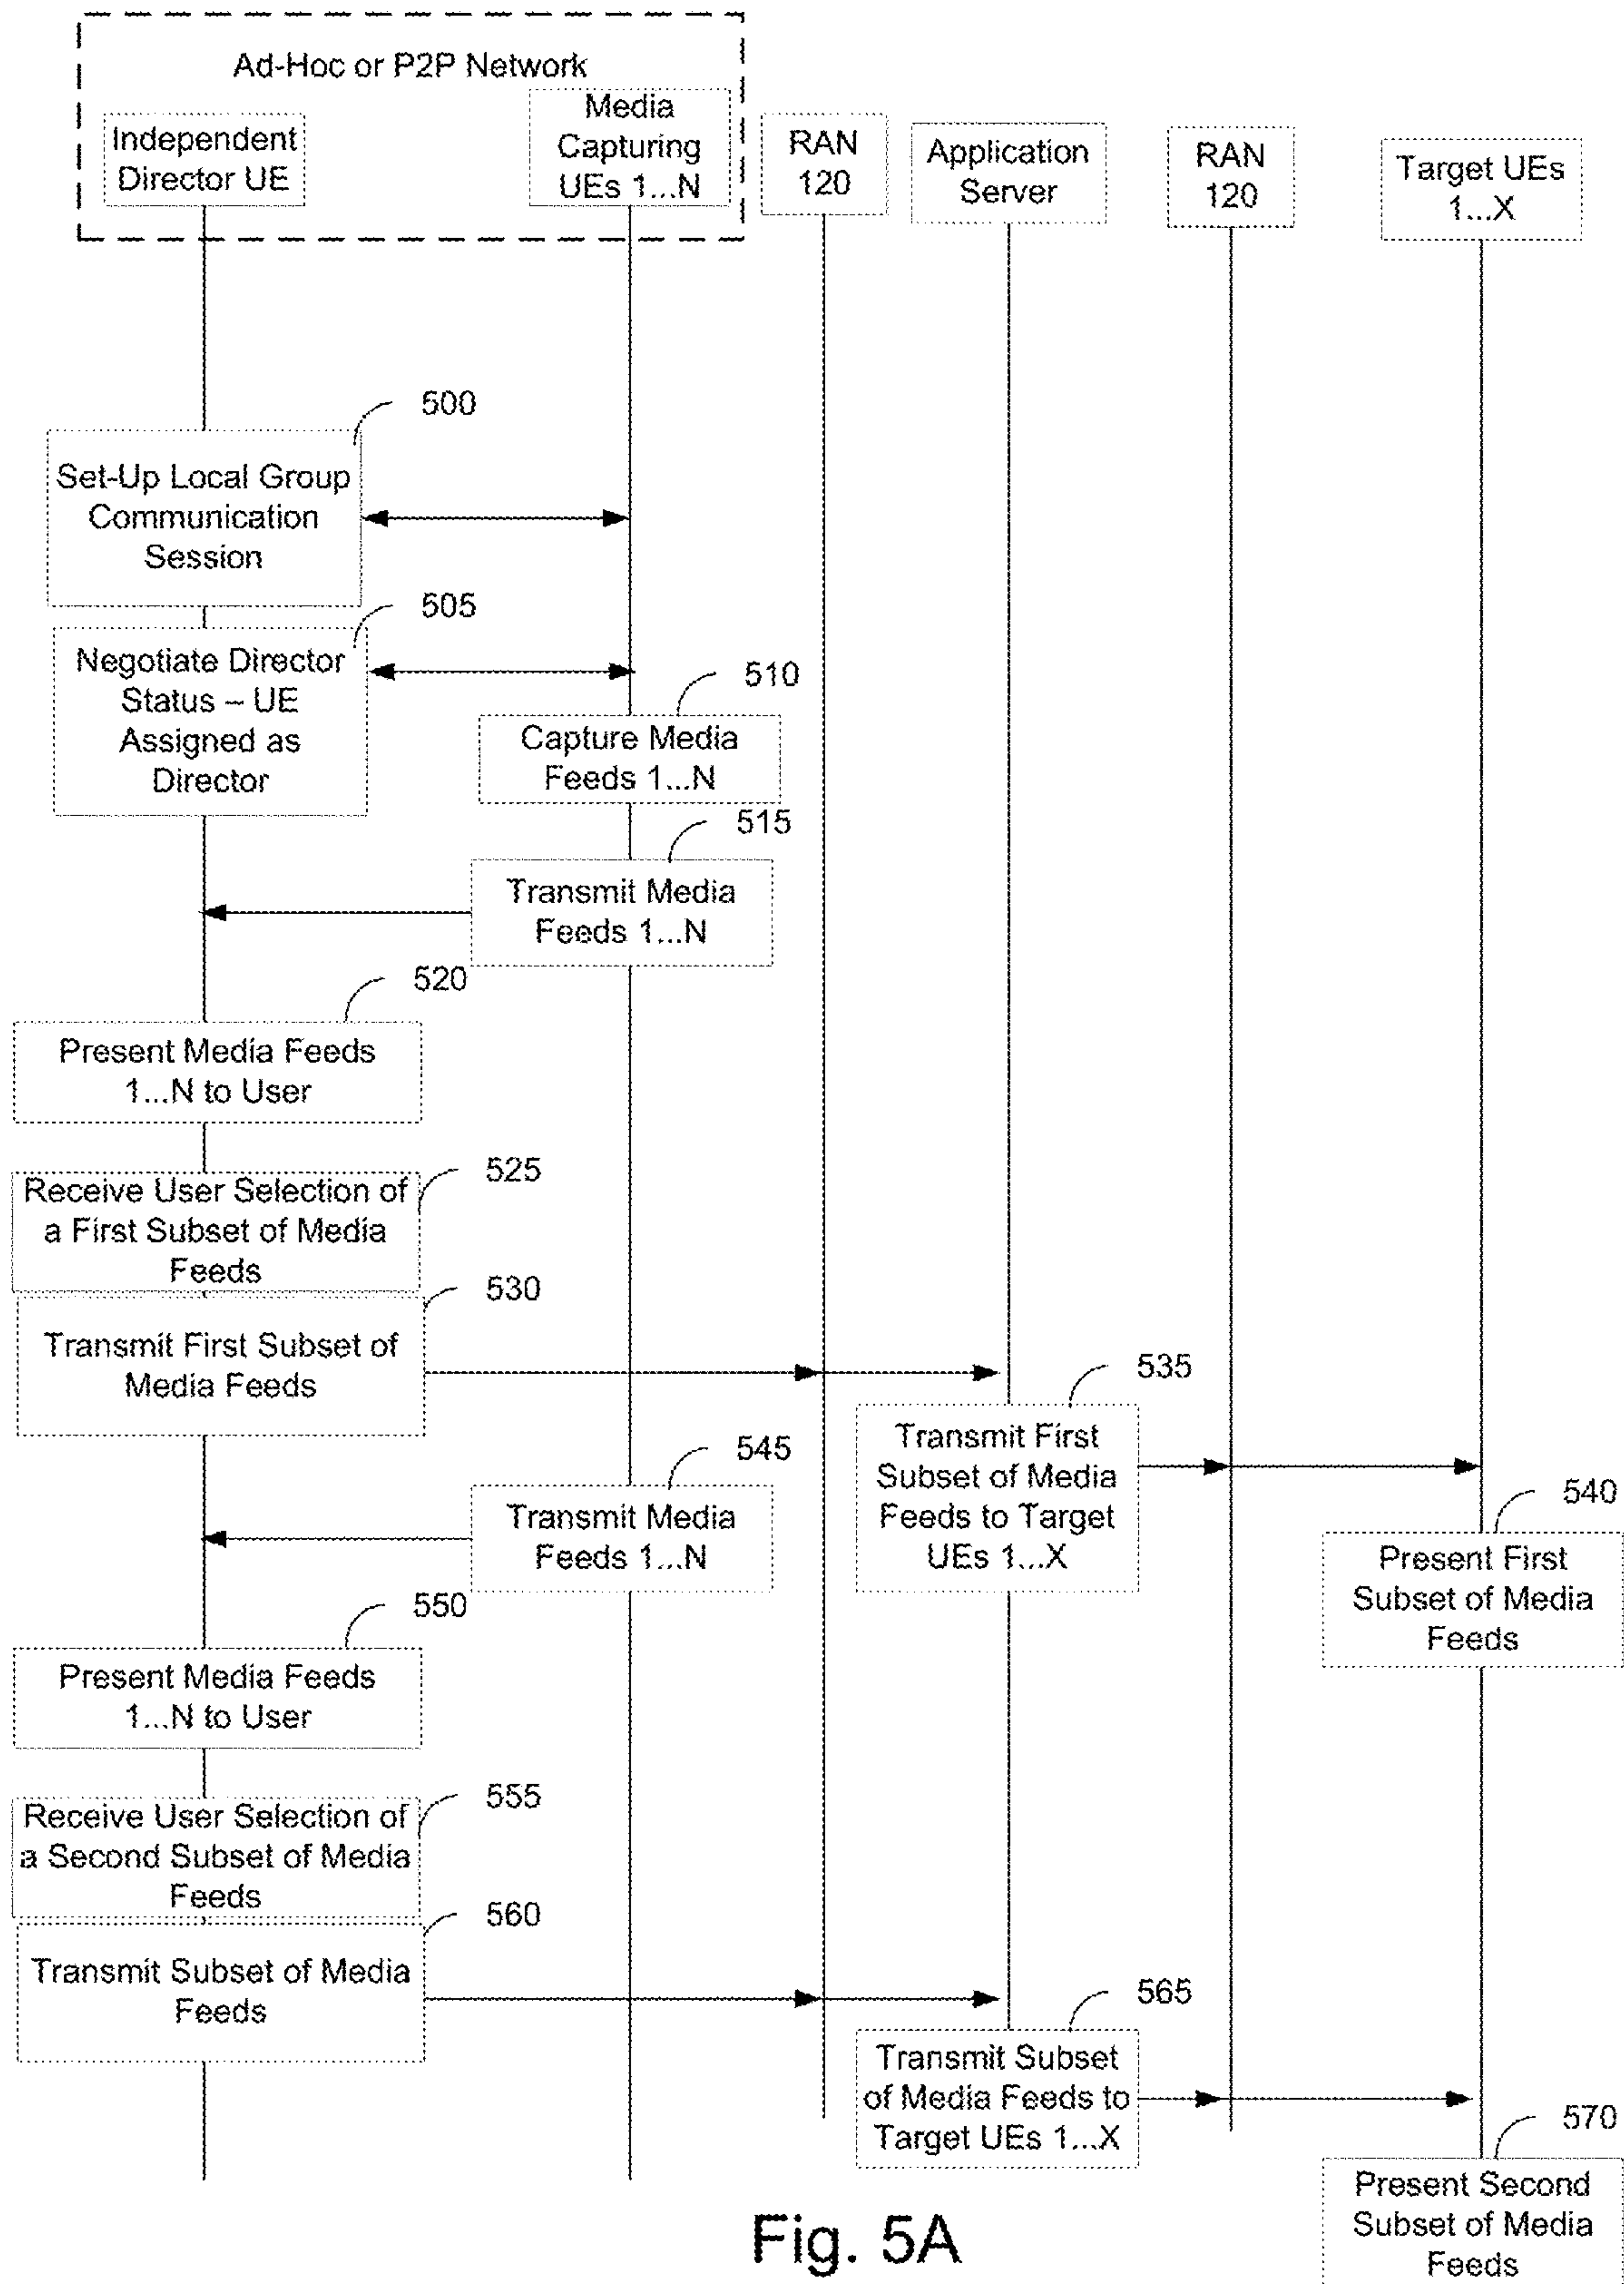 Ad-Hoc or P2P Network
Independent
Director UE
Media
Capturing
UEs 1...N
RAN
120
Application
Server
RAN
120
Target UEs
1...X
500
Set-Up Local Group
Communication
Session
505
Negotiate Director
Status – UE
Assigned as
Director
510
Capture Media
Feeds 1...N
515
Transmit Media
Feeds 1...N
520
Present Media Feeds
1...N to User
525
Receive User Selection of
a First Subset of Media
Feeds
530
Transmit First Subset of
Media Feeds
535
Transmit First
Subset of Media
Feeds to Target
UEs 1...X
540
Present First
Subset of Media
Feeds
545
Transmit Media
Feeds 1...N
550
Present Media Feeds
1...N to User
555
Receive User Selection of
a Second Subset of Media
Feeds
560
Transmit Subset of Media
Feeds
565
Transmit Subset
of Media Feeds to
Target UEs 1...X
570
Present Second
Subset of Media
Feeds
Fig. 5A